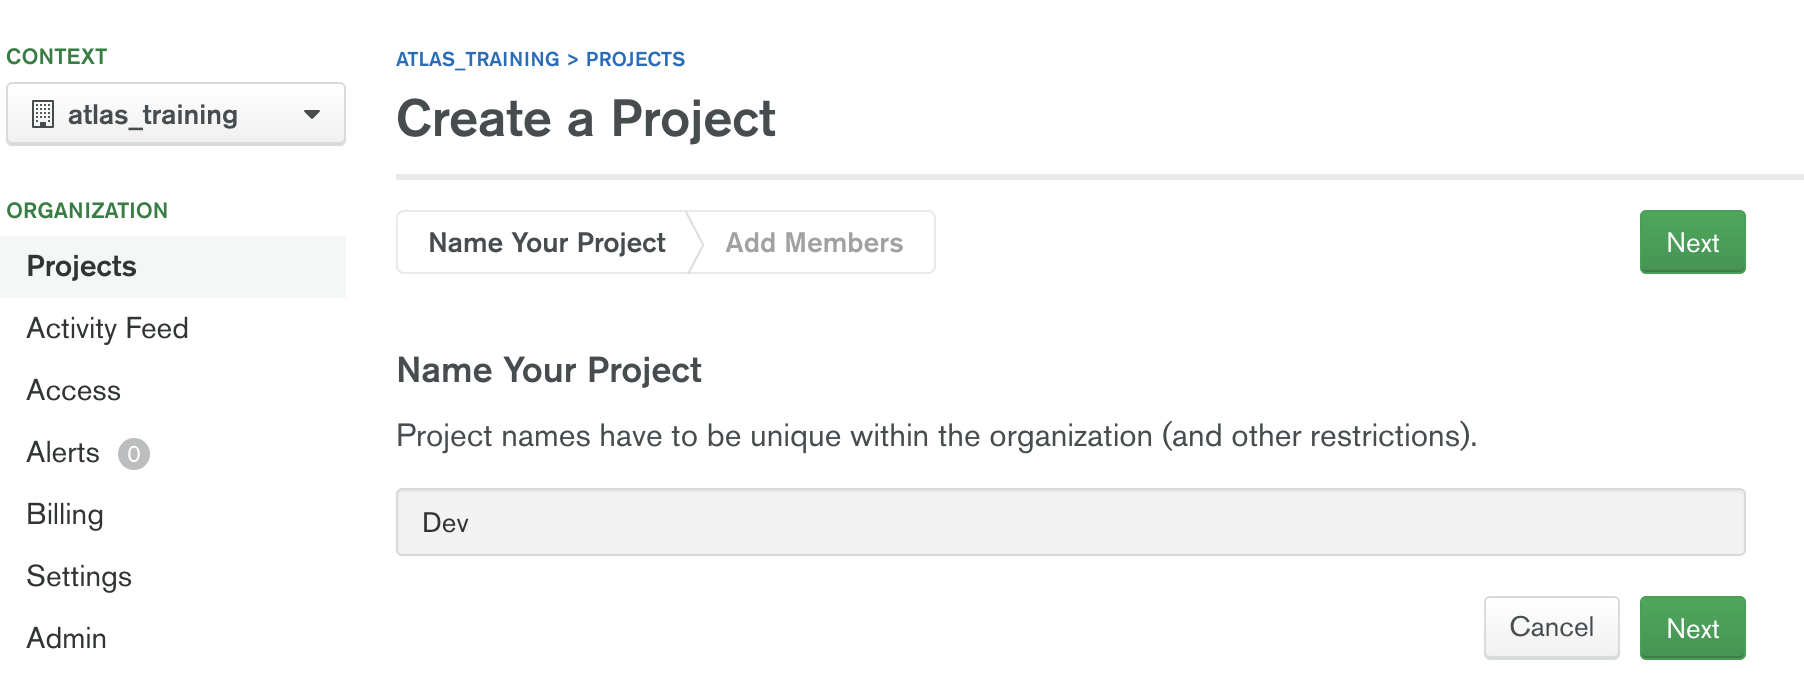 CONTEXT
atlas_training
ORGANIZATION
Projects
Activity Feed
Access
Alerts 0
Billing
Settings
Admin
ATLAS_TRAINING > PROJECTS
Create a Project
Name Your Project
Add Members
Next
Name Your Project
Project names have to be unique within the organization (and other restrictions).
Dev
Cancel
Next